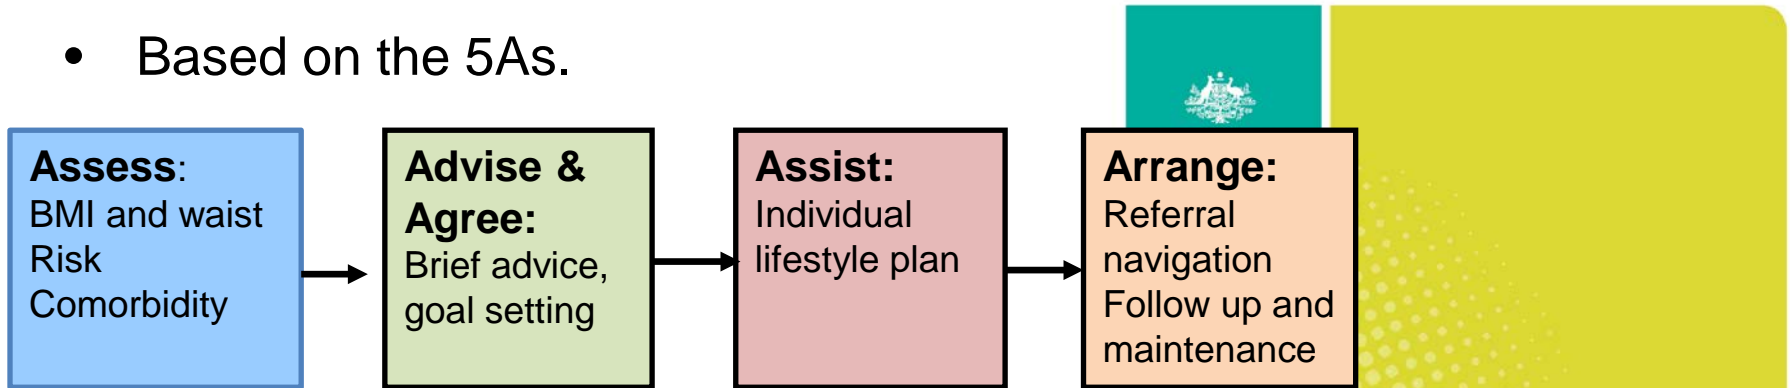 • Based on the 5As.
Assess:
BMI and waist
Risk
Comorbidity
Advise &
Agree:
Brief advice,
goal setting
Assist:
Individual
lifestyle plan
Arrange:
Referral
navigation
Follow up and
maintenance